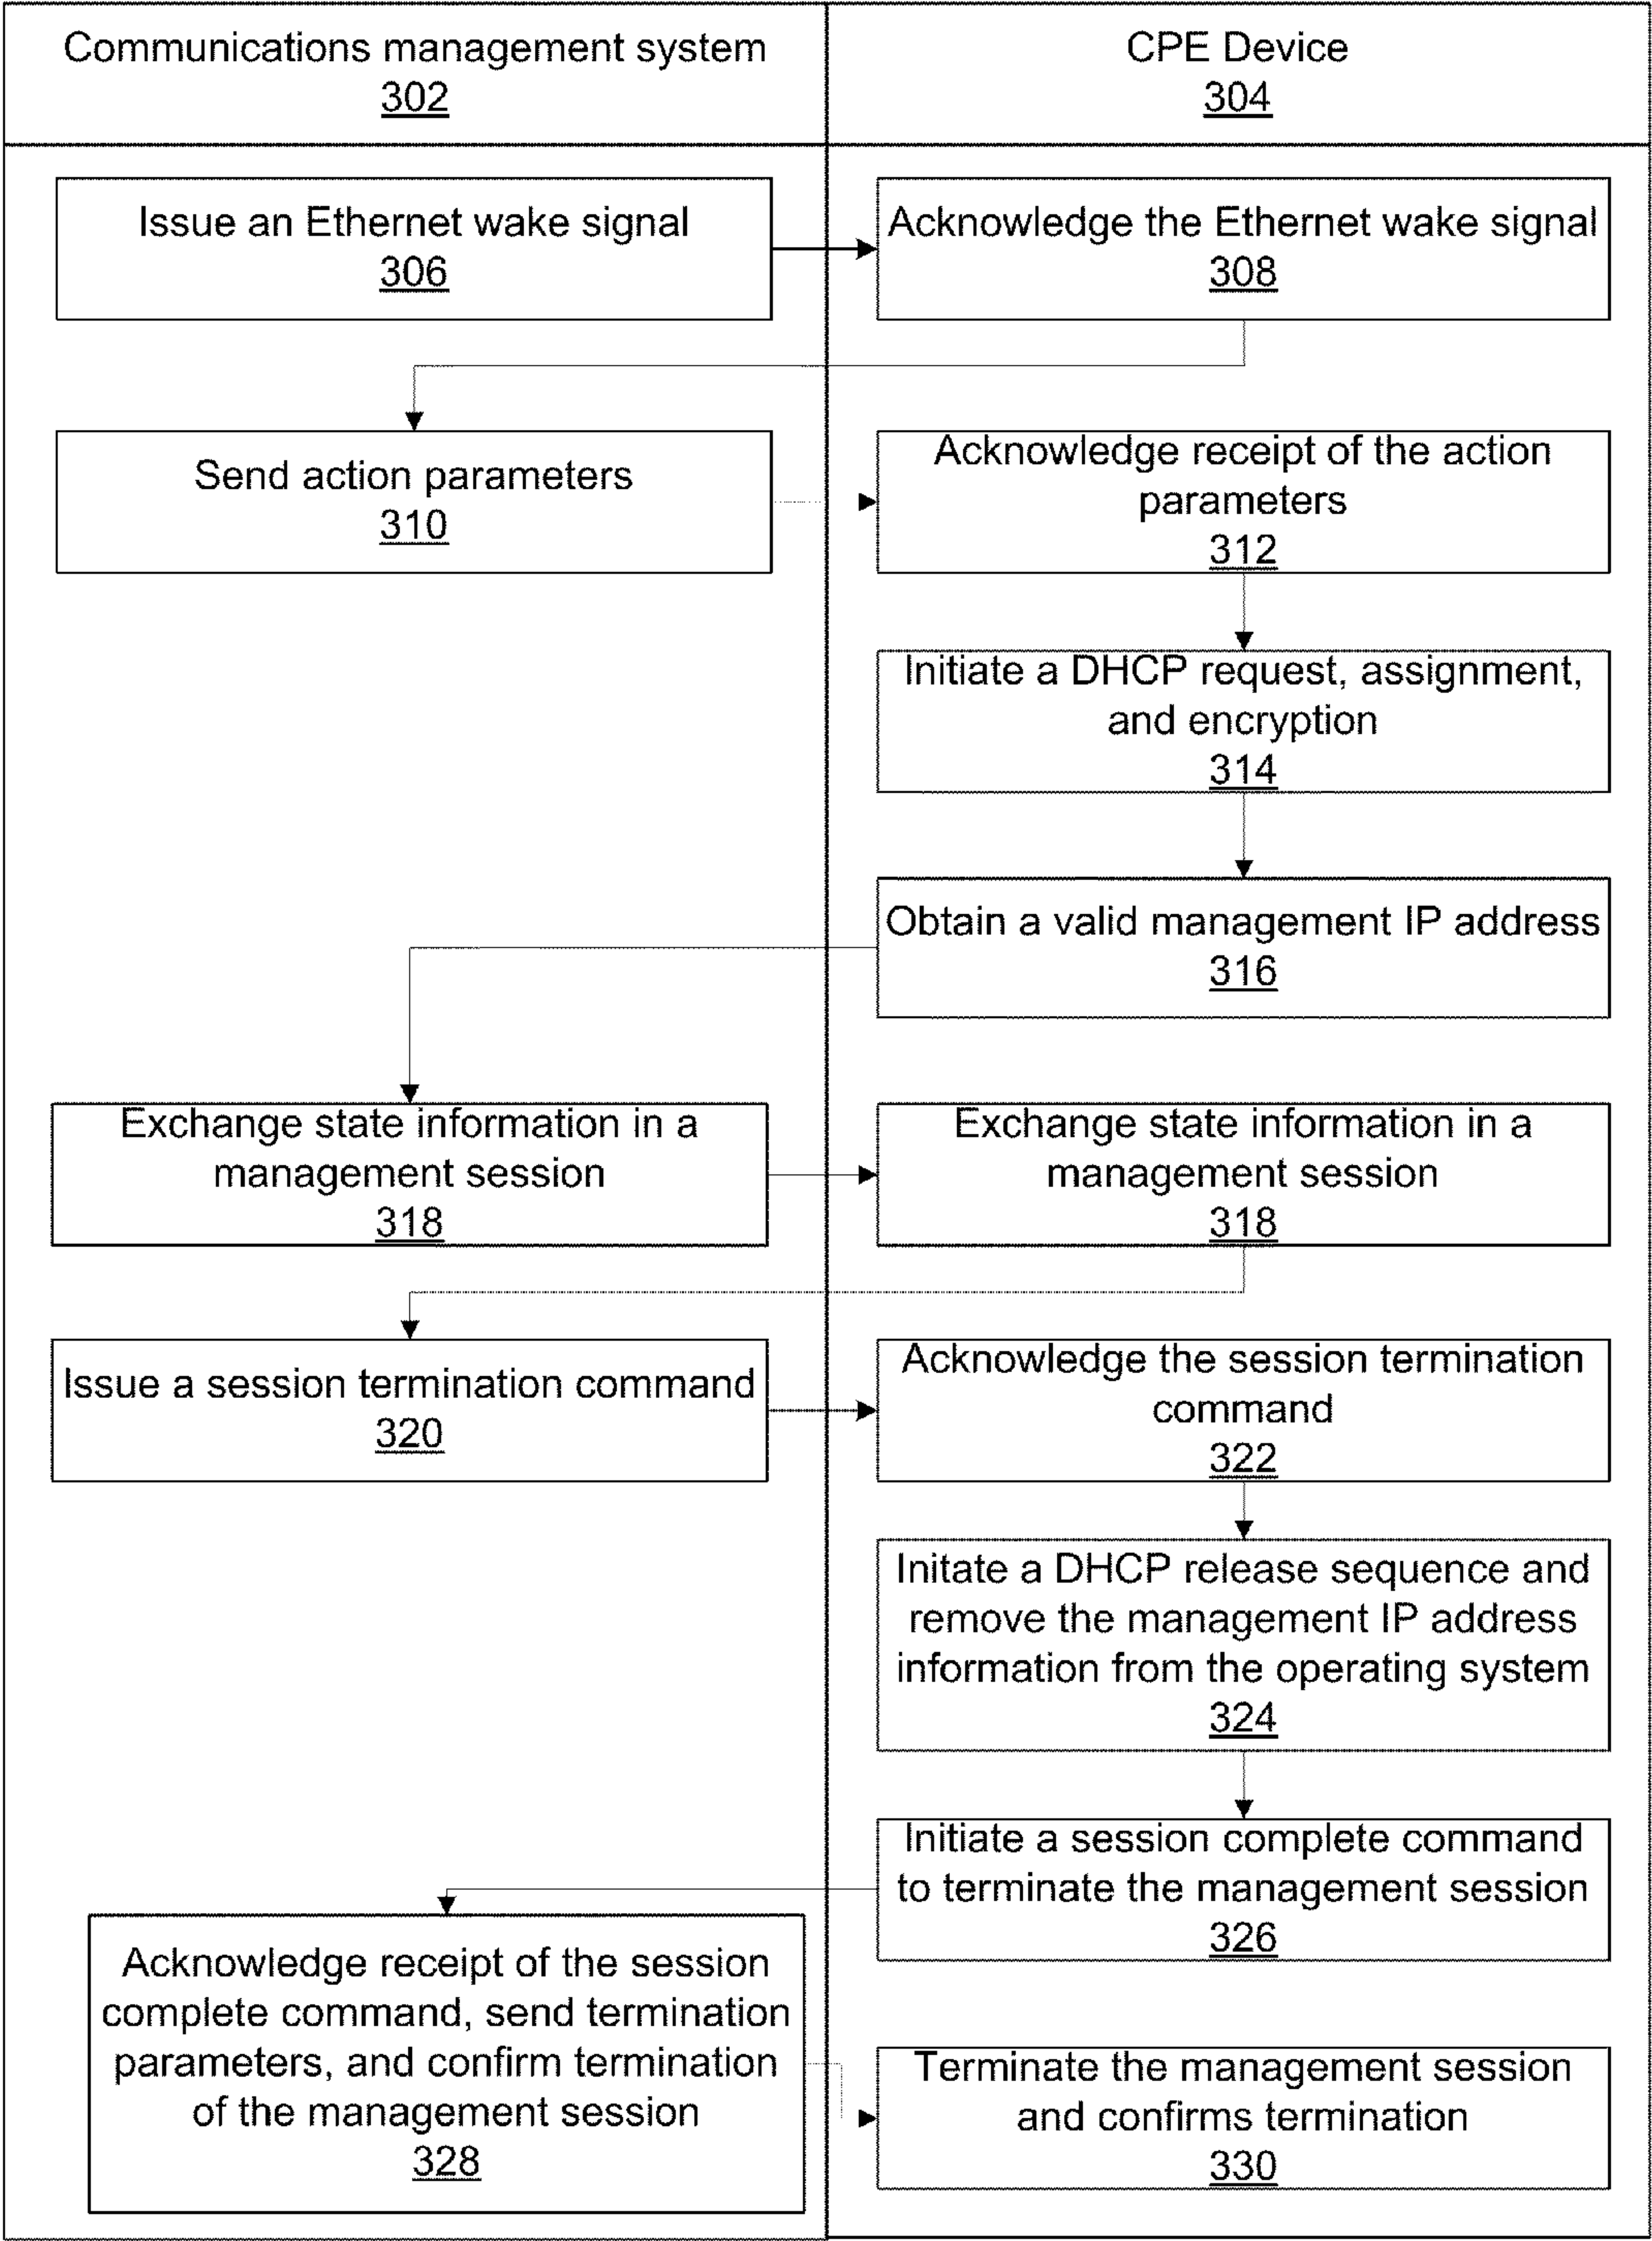 Communications management system
302
CPE Device
304
Issue an Ethernet wake signal
306
Acknowledge the Ethernet wake signal
308
Send action parameters
310
Acknowledge receipt of the action
parameters
312
Initiate a DHCP request, assignment,
and encryption
314
Obtain a valid management IP address
316
Exchange state information in a
management session
318
Exchange state information in a
management session
318
Issue a session termination command
320
Acknowledge the session termination
command
322
Initate a DHCP release sequence and
remove the management IP address
information from the operating system
324
Initiate a session complete command
to terminate the management session
326
Acknowledge receipt of the session
complete command, send termination
parameters, and confirm termination
of the management session
328
Terminate the management session
and confirms termination
330